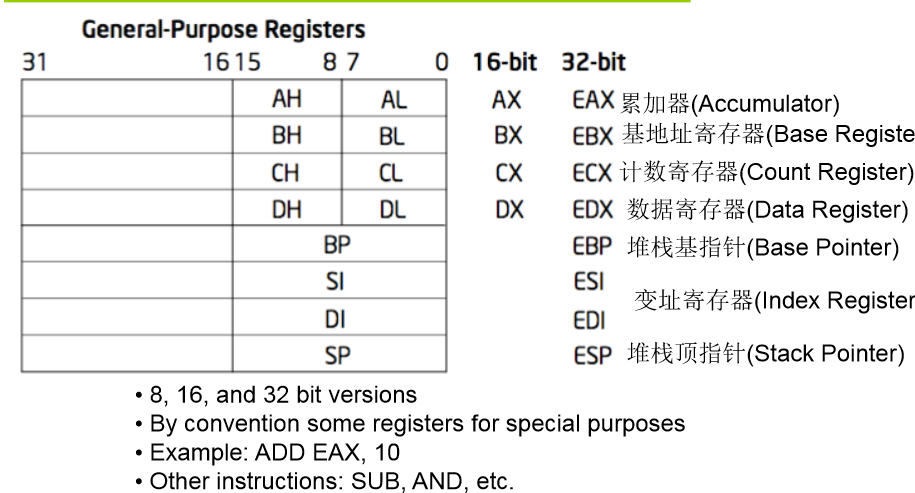 General-Purpose Registers
31 16 15 8 7 0 16-bit 32-bit
AH AL AX EAX 累加器(Accumulator)
BH BL BX EBX 基地址寄存器(Base Registe
CH CL CX ECX 计数寄存器(Count Register)
DH DL DX EDX 数据寄存器(Data Register)
BP EBP 堆栈基指针(Base Pointer)
SI ESI
变址寄存器(Index Register
DI EDI
SP ESP 堆栈顶指针(Stack Pointer)
• 8, 16, and 32 bit versions
• By convention some registers for special purposes
• Example: ADD EAX, 10
• Other instructions: SUB, AND, etc.